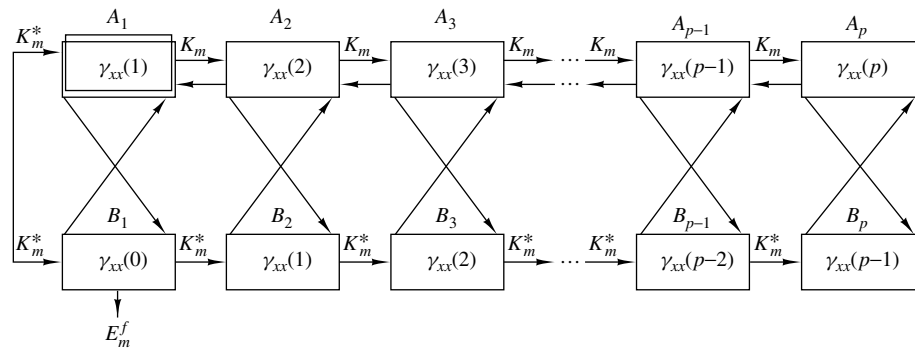 A₁ A₂ A₃ Aₚ₋₁ Aₚ
K*ₘ γₓₓ(1) Kₘ γₓₓ(2) Kₘ γₓₓ(3) Kₘ ... Kₘ γₓₓ(p−1) Kₘ γₓₓ(p)
...
B₁ B₂ B₃ Bₚ₋₁ Bₚ
K*ₘ γₓₓ(0) K*ₘ γₓₓ(1) K*ₘ γₓₓ(2) K*ₘ ... K*ₘ γₓₓ(p−2) K*ₘ γₓₓ(p−1)
Eᶠₘ